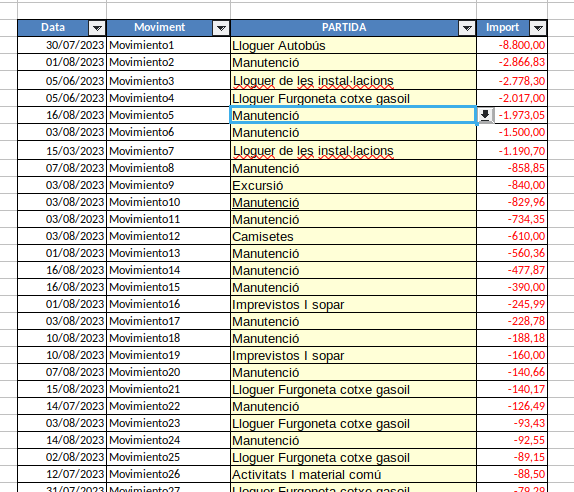 Data Moviment PARTIDA Import
30/07/2023 Movimiento1 Lloguer Autobús -8.800,00
01/08/2023 Movimiento2 Manutenció -2.866,83
05/06/2023 Movimiento3 Lloguer de les instal·lacions -2.778,30
05/06/2023 Movimiento4 Lloguer Furgoneta cotxe gasoil -2.017,00
16/08/2023 Movimiento5 Manutenció -1.973,05
03/08/2023 Movimiento6 Manutenció -1.500,00
15/03/2023 Movimiento7 Lloguer de les instal·lacions -1.190,70
07/08/2023 Movimiento8 Manutenció -858,85
03/08/2023 Movimiento9 Excursió -840,00
03/08/2023 Movimiento10 Manutenció -829,96
03/08/2023 Movimiento11 Manutenció -734,35
03/08/2023 Movimiento12 Camisetes -610,00
01/08/2023 Movimiento13 Manutenció -560,36
16/08/2023 Movimiento14 Manutenció -477,87
16/08/2023 Movimiento15 Manutenció -390,00
01/08/2023 Movimiento16 Imprevistos I sopar -245,99
03/08/2023 Movimiento17 Manutenció -228,78
10/08/2023 Movimiento18 Manutenció -188,18
10/08/2023 Movimiento19 Imprevistos I sopar -160,00
07/08/2023 Movimiento20 Manutenció -140,66
15/08/2023 Movimiento21 Lloguer Furgoneta cotxe gasoil -140,17
14/07/2023 Movimiento22 Manutenció -126,49
03/08/2023 Movimiento23 Lloguer Furgoneta cotxe gasoil -93,43
14/08/2023 Movimiento24 Manutenció -92,55
02/08/2023 Movimiento25 Lloguer Furgoneta cotxe gasoil -89,15
12/07/2023 Movimiento26 Activitats I material comú -88,50
31/07/2023 Movimiento27 Lloguer Furgoneta cotxe gasoil -79,29